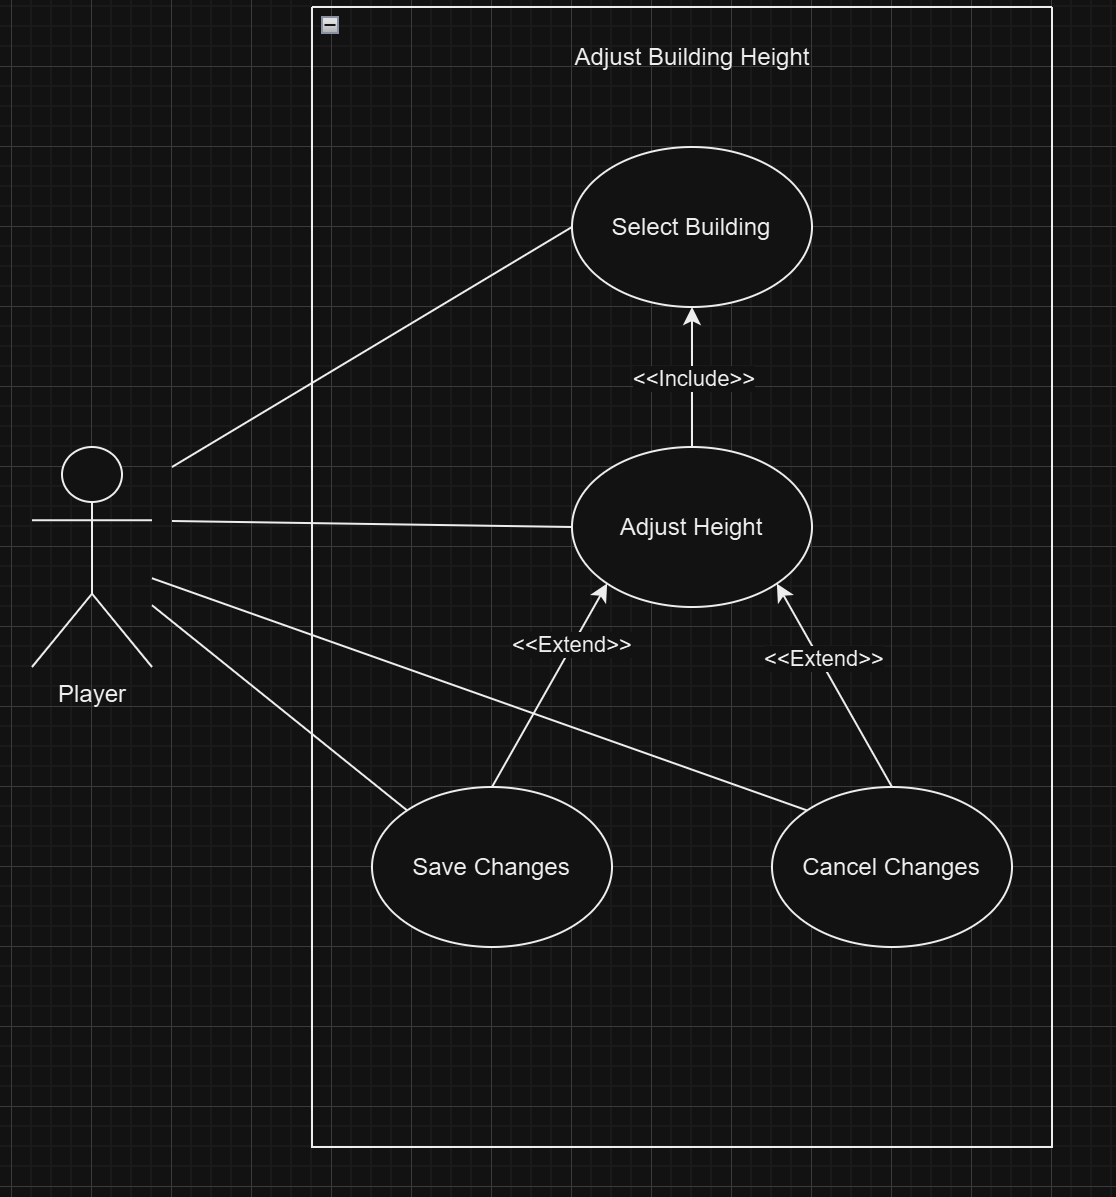 Adjust Building Height
Select Building
<<Include>>
Adjust Height
<<Extend>>
<<Extend>>
Player
Save Changes
Cancel Changes